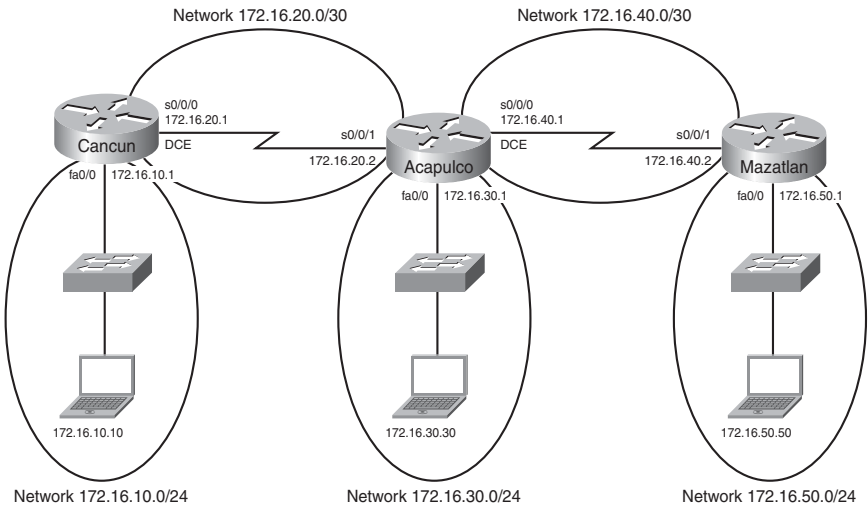 Network 172.16.20.0/30
Network 172.16.40.0/30
s0/0/0
172.16.20.1
DCE
s0/0/1
172.16.20.2
s0/0/0
172.16.40.1
DCE
s0/0/1
172.16.40.2
Cancun
Acapulco
Mazatlan
fa0/0
172.16.10.1
fa0/0
172.16.30.1
fa0/0
172.16.50.1
172.16.10.10
172.16.30.30
172.16.50.50
Network 172.16.10.0/24
Network 172.16.30.0/24
Network 172.16.50.0/24